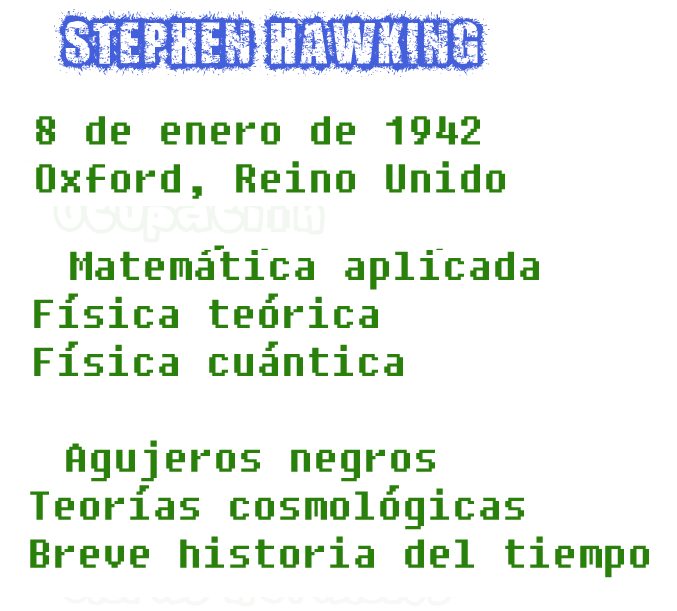 STEPHEN HAWKING
8 de enero de 1942
Oxford, Reino Unido
Ocupación
Matemática aplicada
Física teórica
Física cuántica
Agujeros negros
Teorías cosmológicas
Breve historia del tiempo